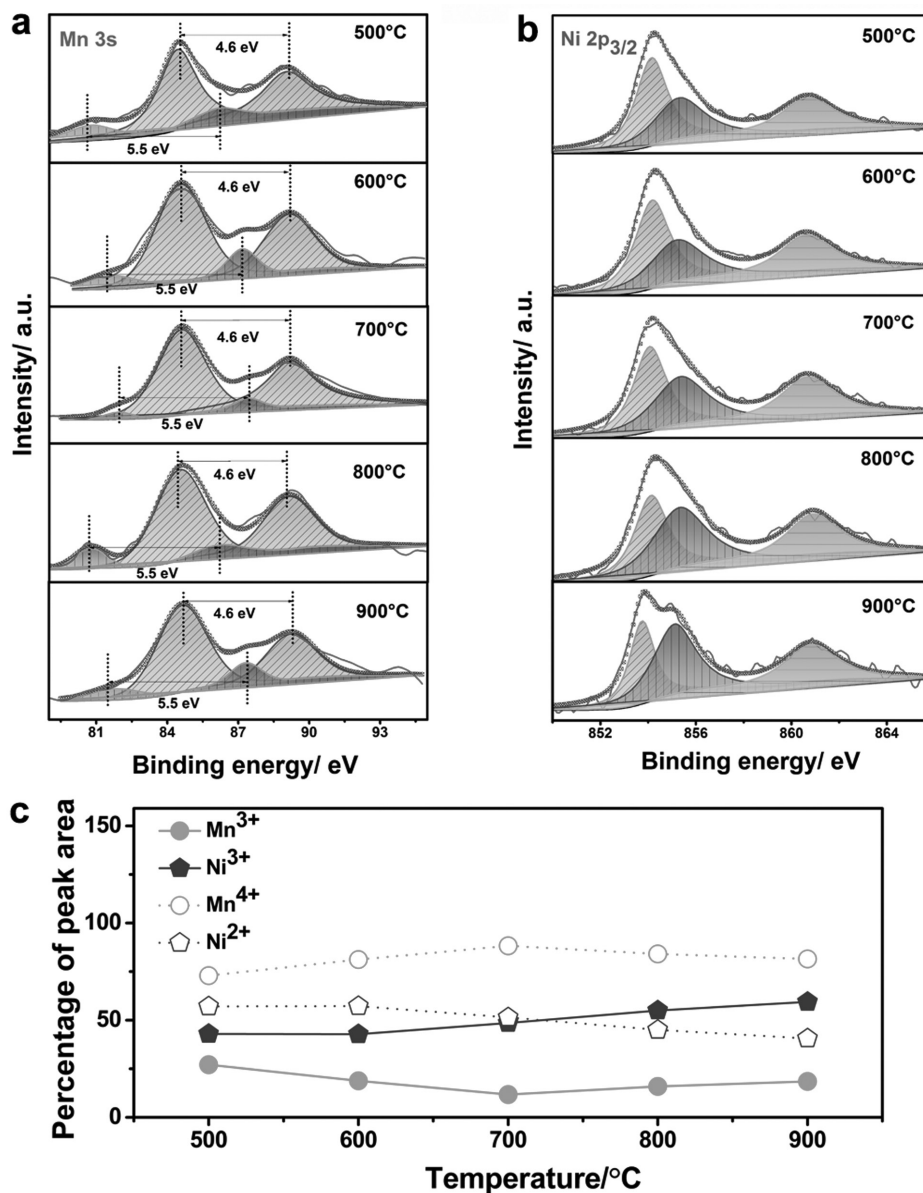 a
Mn 3s
500°C
4.6 eV
5.5 eV
600°C
4.6 eV
5.5 eV
700°C
4.6 eV
5.5 eV
800°C
4.6 eV
5.5 eV
900°C
4.6 eV
5.5 eV
Intensity/ a.u.
81 84 87 90 93
Binding energy/ eV
b
Ni 2p3/2
500°C
600°C
700°C
800°C
900°C
Intensity/ a.u.
852 856 860 864
Binding energy/ eV
c
Percentage of peak area
150
100
50
0
Mn3+
Ni3+
Mn4+
Ni2+
500 600 700 800 900
Temperature/°C